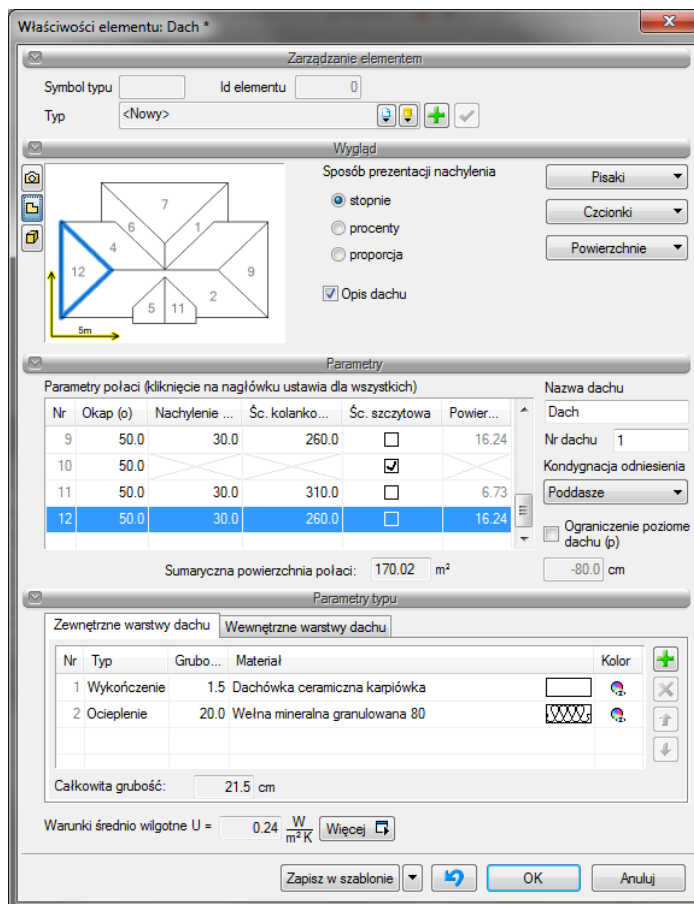 Właściwości elementu: Dach *
Zarządzanie elementem
Symbol typu Id elementu 0
Typ <Nowy>
Wygląd
Sposób prezentacji nachylenia
stopnie
procenty
proporcja
Opis dachu
Pisaki
Czcionki
Powierzchnie
7
6 1
4
12 9
2
5 11
5m
Parametry
Parametry połaci (kliknięcie na nagłówku ustawia dla wszystkich)
Nr Okap (o) Nachylenie ... Śc. kolanko... Śc. szczytowa Powier...
9 50.0 30.0 260.0 16.24
10 50.0
11 50.0 30.0 310.0 6.73
12 50.0 30.0 260.0 16.24
Sumaryczna powierzchnia połaci: 170.02 m²
Nazwa dachu
Dach
Nr dachu 1
Kondygnacja odniesienia
Poddasze
Ograniczenie poziome
dachu (p)
-80.0 cm
Parametry typu
Zewnętrzne warstwy dachu Wewnętrzne warstwy dachu
Nr Typ Grubo... Materiał Kolor
1 Wykończenie 1.5 Dachówka ceramiczna karpiówka
2 Ocieplenie 20.0 Wełna mineralna granulowana 80
Całkowita grubość: 21.5 cm
Warunki średnio wilgotne U = 0.24 W
m² K Więcej
Zapisz w szablonie OK Anuluj